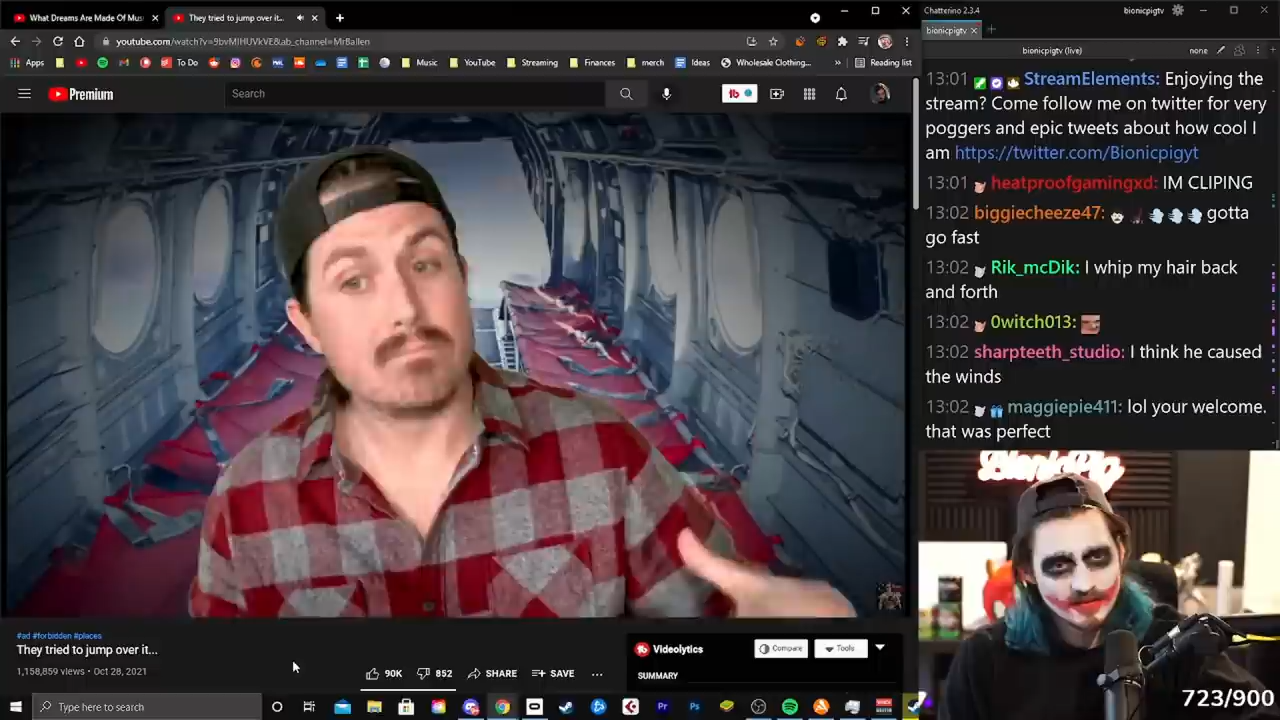 What Dreams Are Made Of Mus
They tried to jump over it...
Chatterino 2.3.4
bionicpigtv
bionicpigtv
youtube.com/watch?v=9bvMJHUVkVE&ab_channel=MrBallen
bionicpigtv (live)
none
Apps
To Do
Music
YouTube
Streaming
Finances
merch
Ideas
Wholesale Clothing...
Reading list
Premium
Search
13:01 StreamElements: Enjoying the
stream? Come follow me on twitter for very
poggers and epic tweets about how cool I
am https://twitter.com/Bionicpigyt
13:01 heatproofgamingxd: IM CLIPING
13:02 biggiecheeze47: gotta
go fast
13:02 Rik_mcDik: I whip my hair back
and forth
13:02 0witch013:
13:02 sharpteeth_studio: I think he caused
the winds
13:02 maggiepie411: lol your welcome.
that was perfect
BionicPig
#ad #forbidden #places
They tried to jump over it...
1,158,859 views • Oct 28, 2021
90K
852
SHARE
SAVE
Videolytics
Compare
Tools
SUMMARY
723/900
Type here to search